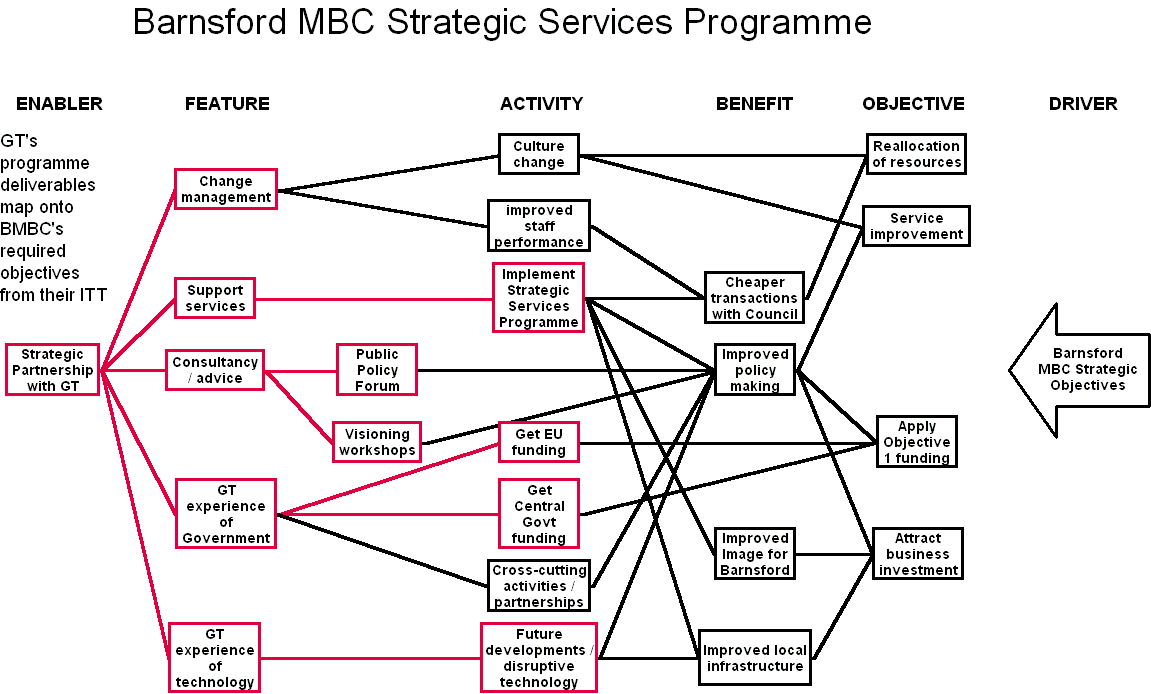 Barnsford MBC Strategic Services Programme
ENABLER
FEATURE
ACTIVITY
BENEFIT
OBJECTIVE
DRIVER
GT's
programme
deliverables
map onto
BMBC's
required
objectives
from their ITT
Strategic
Partnership
with GT
Change
management
Support
services
Consultancy
/ advice
GT
experience
of
Government
GT
experience
of
technology
Public
Policy
Forum
Visioning
workshops
Culture
change
improved
staff
performance
Implement
Strategic
Services
Programme
Get EU
funding
Get
Central
Govt
funding
Cross-cutting
activities /
partnerships
Future
developments /
disruptive
technology
Cheaper
transactions
with Council
Improved
policy
making
Improved
Image for
Barnsford
Improved local
infrastructure
Reallocation
of resources
Service
improvement
Apply
Objective
1 funding
Attract
business
investment
Barnsford
MBC Strategic
Objectives